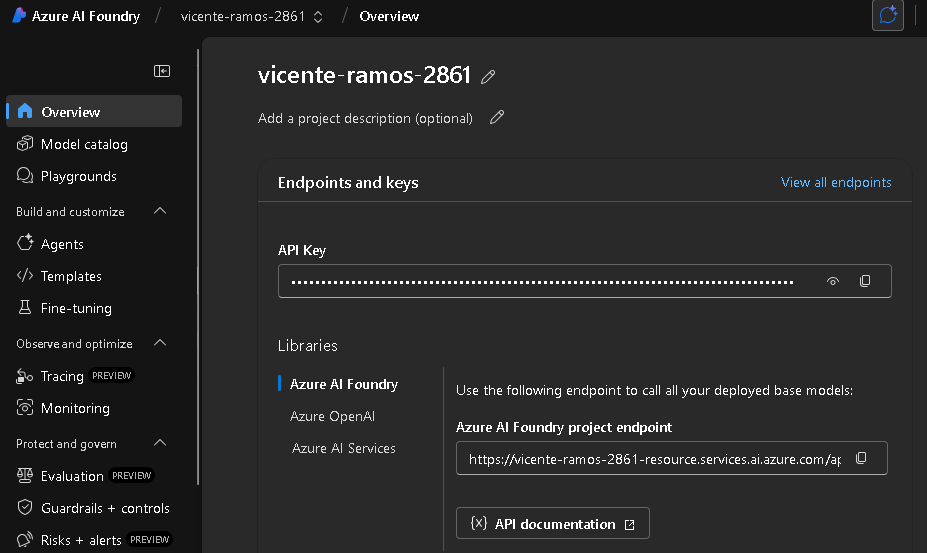 Azure AI Foundry / vicente-ramos-2861 / Overview
vicente-ramos-2861
Add a project description (optional)
Overview
Model catalog
Playgrounds
Build and customize
Agents
Templates
Fine-tuning
Observe and optimize
Tracing PREVIEW
Monitoring
Protect and govern
Evaluation PREVIEW
Guardrails + controls
Risks + alerts PREVIEW
Endpoints and keys
View all endpoints
API Key
Libraries
Azure AI Foundry
Azure OpenAI
Azure AI Services
Use the following endpoint to call all your deployed base models:
Azure AI Foundry project endpoint
https://vicente-ramos-2861-resource.services.ai.azure.com/ap
{x} API documentation